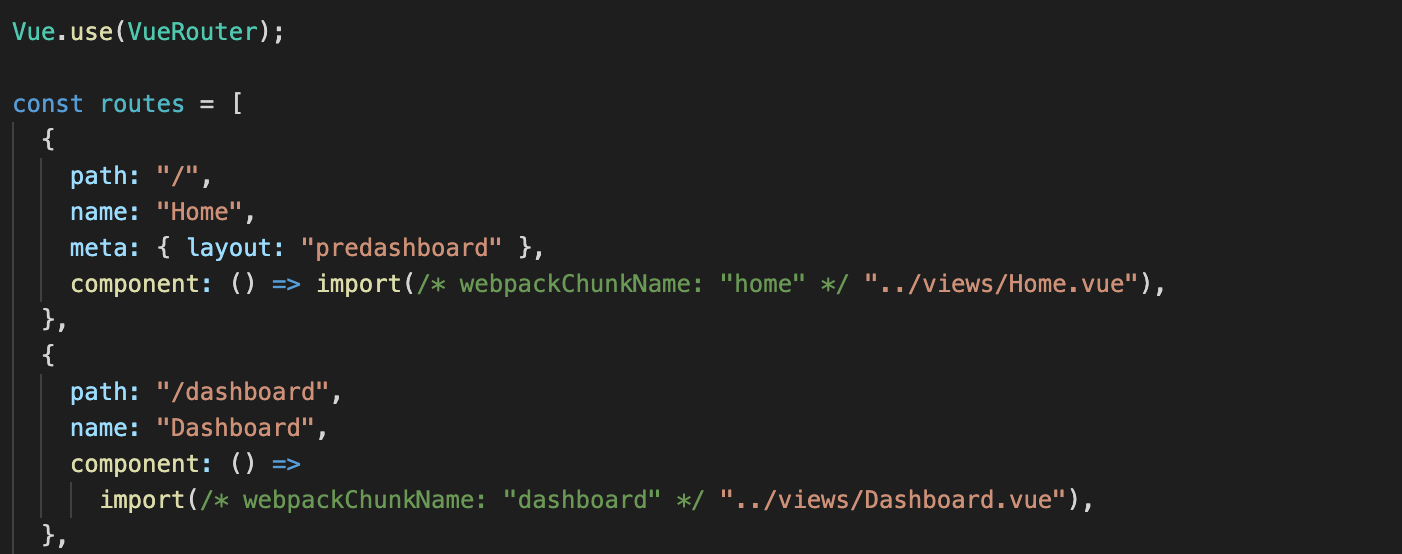 Vue.use(VueRouter);
const routes = [
{
path: "/",
name: "Home",
meta: { layout: "predashboard" },
component: () => import(/* webpackChunkName: "home" */ "../views/Home.vue"),
},
{
path: "/dashboard",
name: "Dashboard",
component: () =>
import(/* webpackChunkName: "dashboard" */ "../views/Dashboard.vue"),
},